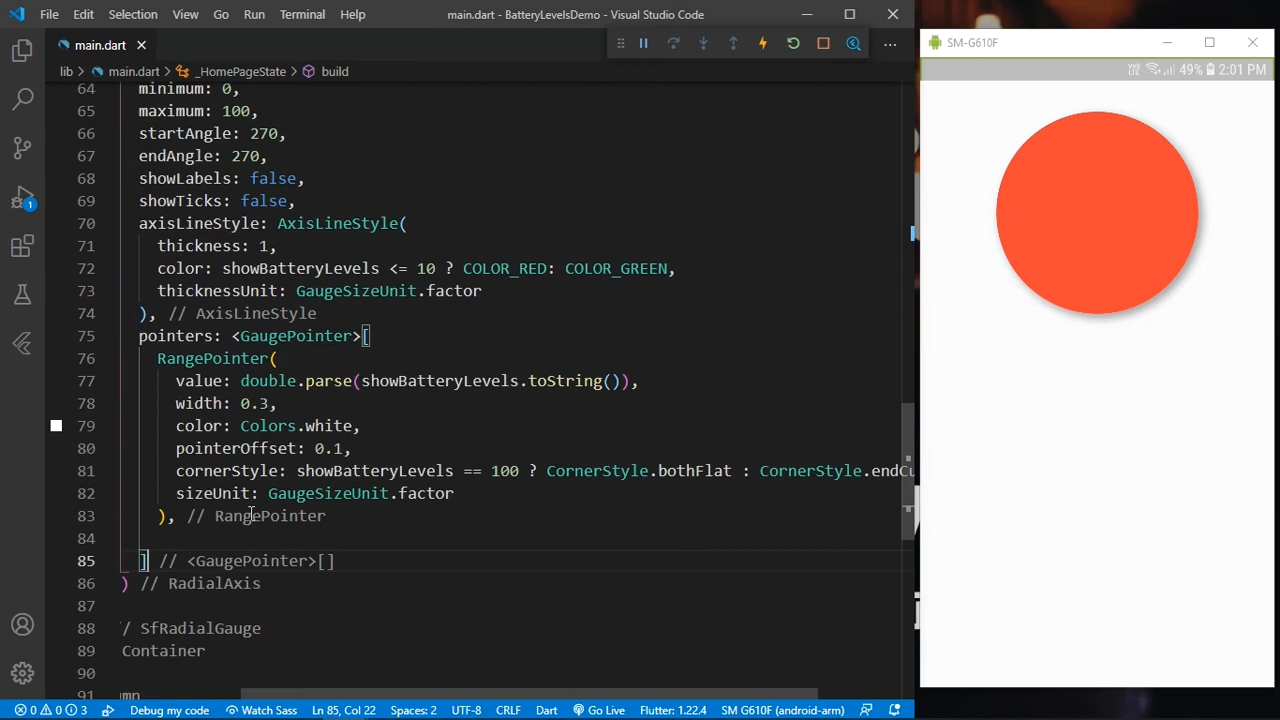 File Edit Selection View Go Run Terminal Help main.dart - BatteryLevelsDemo - Visual Studio Code
main.dart
lib > main.dart > _HomePageState > build
SM-G610F
49% 2:01 PM
64 minimum: 0,
65 maximum: 100,
66 startAngle: 270,
67 endAngle: 270,
68 showLabels: false,
69 showTicks: false,
70 axisLineStyle: AxisLineStyle(
71 thickness: 1,
72 color: showBatteryLevels <= 10 ? COLOR_RED: COLOR_GREEN,
73 thicknessUnit: GaugeSizeUnit.factor
74 ), // AxisLineStyle
75 pointers: <GaugePointer>[
76 RangePointer(
77 value: double.parse(showBatteryLevels.toString()),
78 width: 0.3,
79 color: Colors.white,
80 pointerOffset: 0.1,
81 cornerStyle: showBatteryLevels == 100 ? CornerStyle.bothFlat : CornerStyle.endCu
82 sizeUnit: GaugeSizeUnit.factor
83 ), // RangePointer
84
85 ] // <GaugePointer>[]
86 ) // RadialAxis
87
88 / SfRadialGauge
89 Container
90
91 mn
1
0 0 3 Debug my code Watch Sass Ln 85, Col 22 Spaces: 2 UTF-8 CRLF Dart Go Live Flutter: 1.22.4 SM G610F (android-arm)